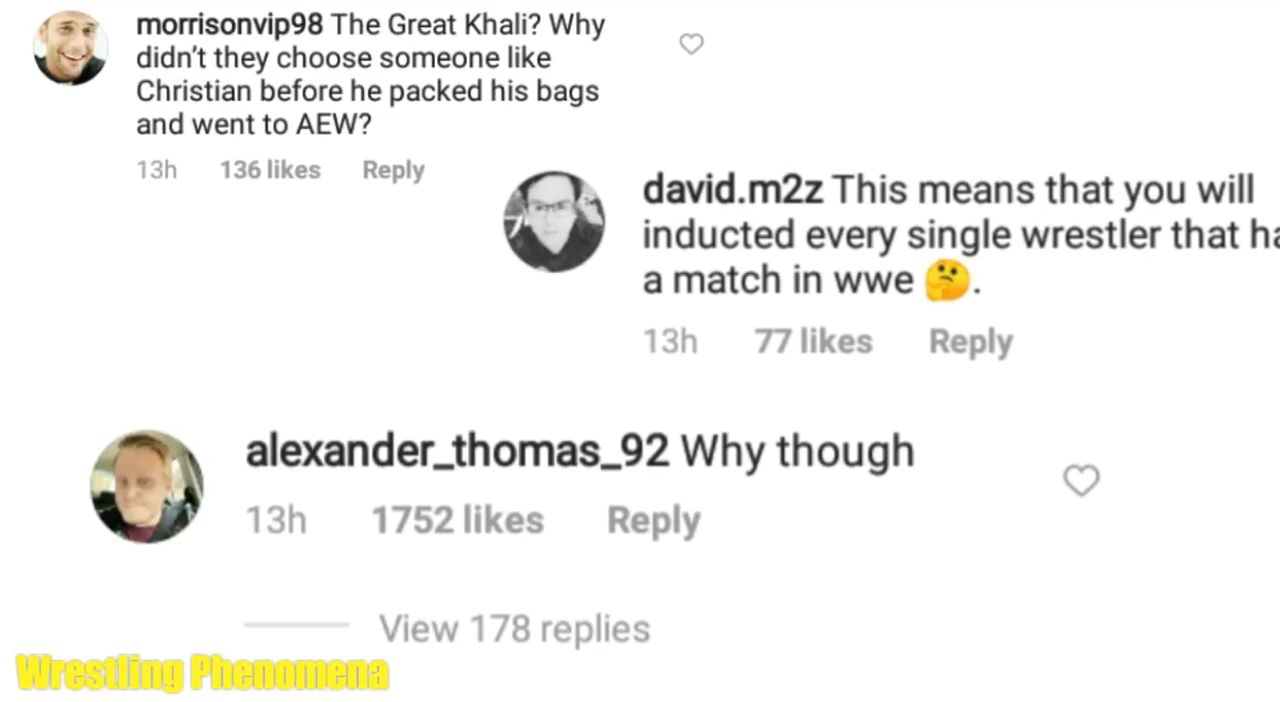 morrisonvip98 The Great Khali? Why
didn't they choose someone like
Christian before he packed his bags
and went to AEW?
13h 136 likes Reply
david.m2z This means that you will
inducted every single wrestler that ha
a match in wwe 🤔.
13h 77 likes Reply
alexander_thomas_92 Why though
13h 1752 likes Reply
View 178 replies
Wrestling Phenomena